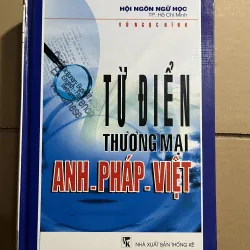 HỘI NGÔN NGỮ HỌC
TP. Hồ Chí Minh
TỪ ĐIỂN
THƯƠNG MẠI
ANH - PHÁP - VIỆT
NHÀ XUẤT BẢN THỐNG KÊ